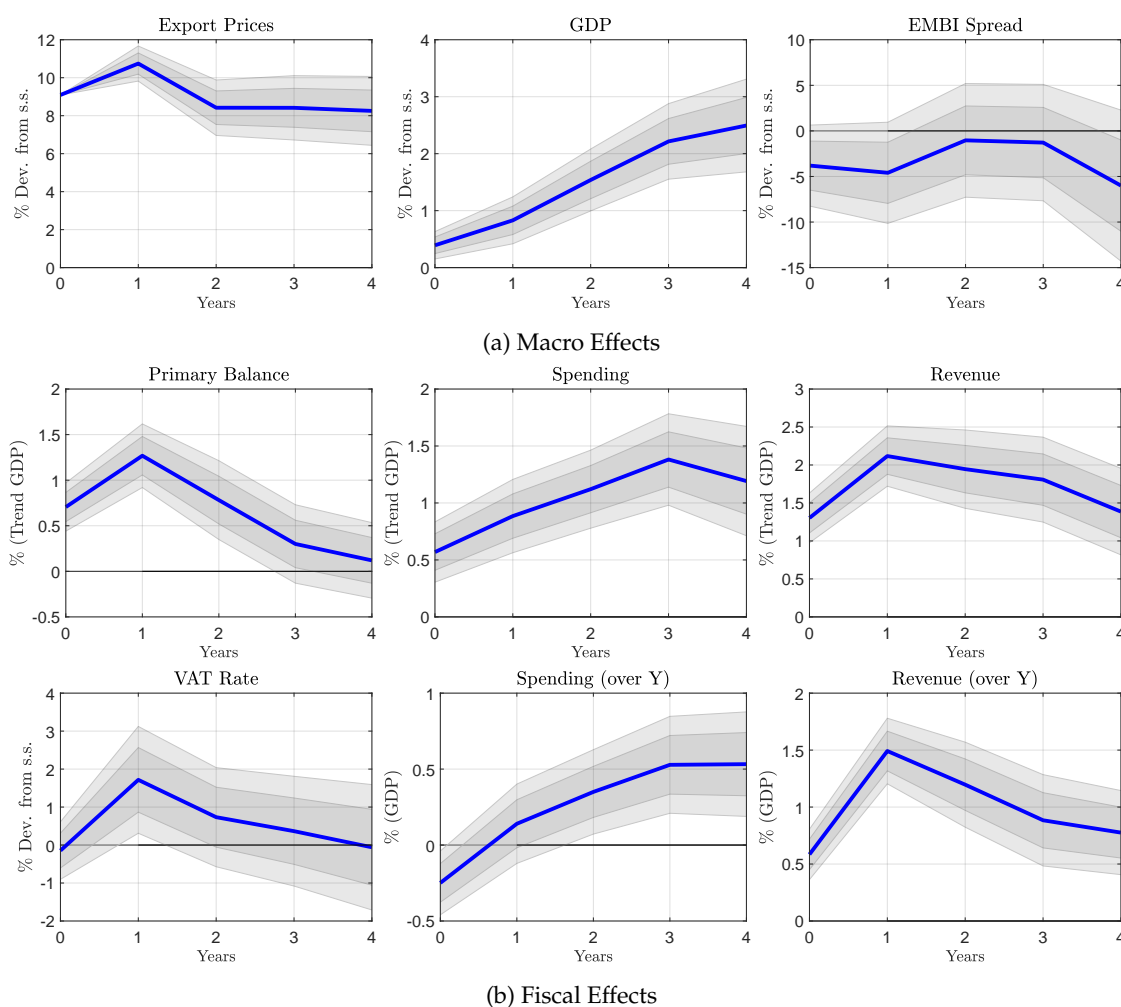 Export Prices
GDP
EMBI Spread
12
10
8
6
4
2
0
% Dev. from s.s.
0 1 2 3 4
Years
4
3
2
1
0
% Dev. from s.s.
0 1 2 3 4
Years
10
5
0
-5
-10
-15
% Dev. from s.s.
0 1 2 3 4
Years
(a) Macro Effects
Primary Balance
Spending
Revenue
2
1.5
1
0.5
0
-0.5
% (Trend GDP)
0 1 2 3 4
Years
2
1.5
1
0.5
0
% (Trend GDP)
0 1 2 3 4
Years
3
2.5
2
1.5
1
0.5
0
% (Trend GDP)
0 1 2 3 4
Years
VAT Rate
Spending (over Y)
Revenue (over Y)
4
3
2
1
0
-1
-2
% Dev. from s.s.
0 1 2 3 4
Years
1
0.5
0
-0.5
% (GDP)
0 1 2 3 4
Years
2
1.5
1
0.5
0
% (GDP)
0 1 2 3 4
Years
(b) Fiscal Effects